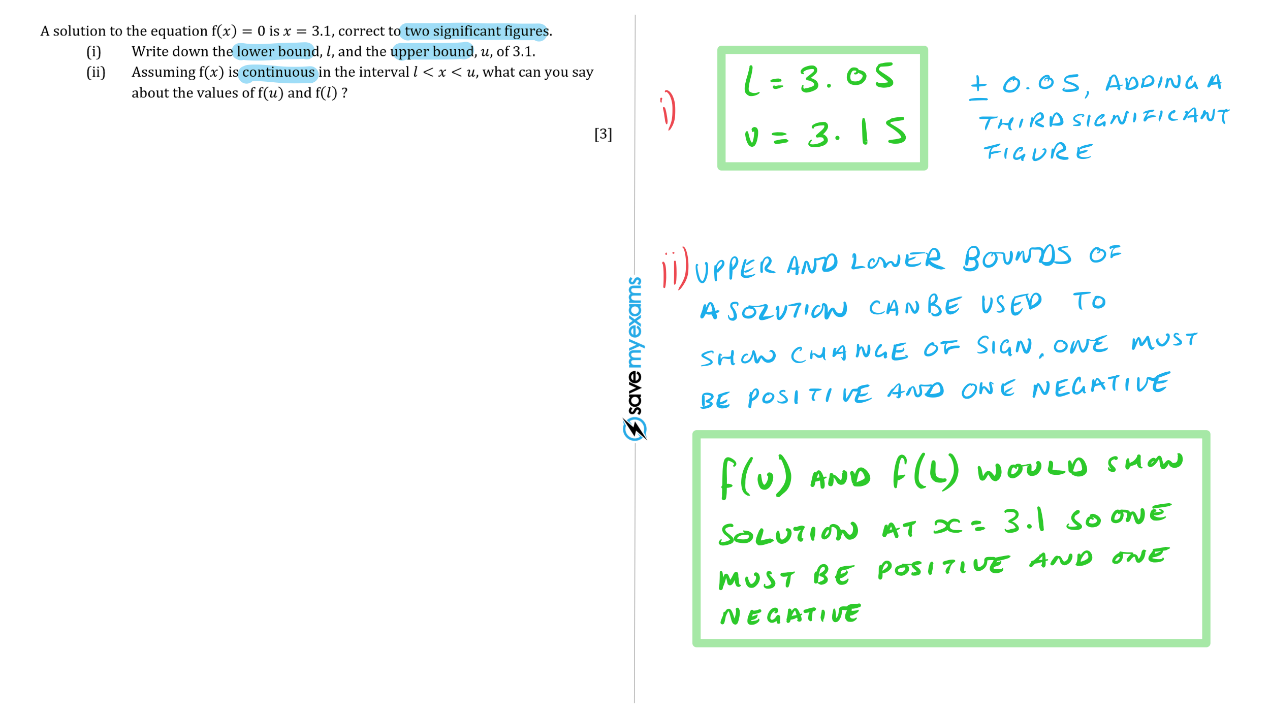 A solution to the equation f(x) = 0 is x = 3.1, correct to two significant figures.
(i) Write down the lower bound, l, and the upper bound, u, of 3.1.
(ii) Assuming f(x) is continuous in the interval l < x < u, what can you say
about the values of f(u) and f(l) ?
[3]
savemyexams
i)
l = 3.05
u = 3.15
± 0.05, ADDING A
THIRD SIGNIFICANT
FIGURE
ii) UPPER AND LOWER BOUNDS OF
A SOLUTION CAN BE USED TO
SHOW CHANGE OF SIGN, ONE MUST
BE POSITIVE AND ONE NEGATIVE
f(u) AND f(l) WOULD SHOW
SOLUTION AT x = 3.1 SO ONE
MUST BE POSITIVE AND ONE
NEGATIVE